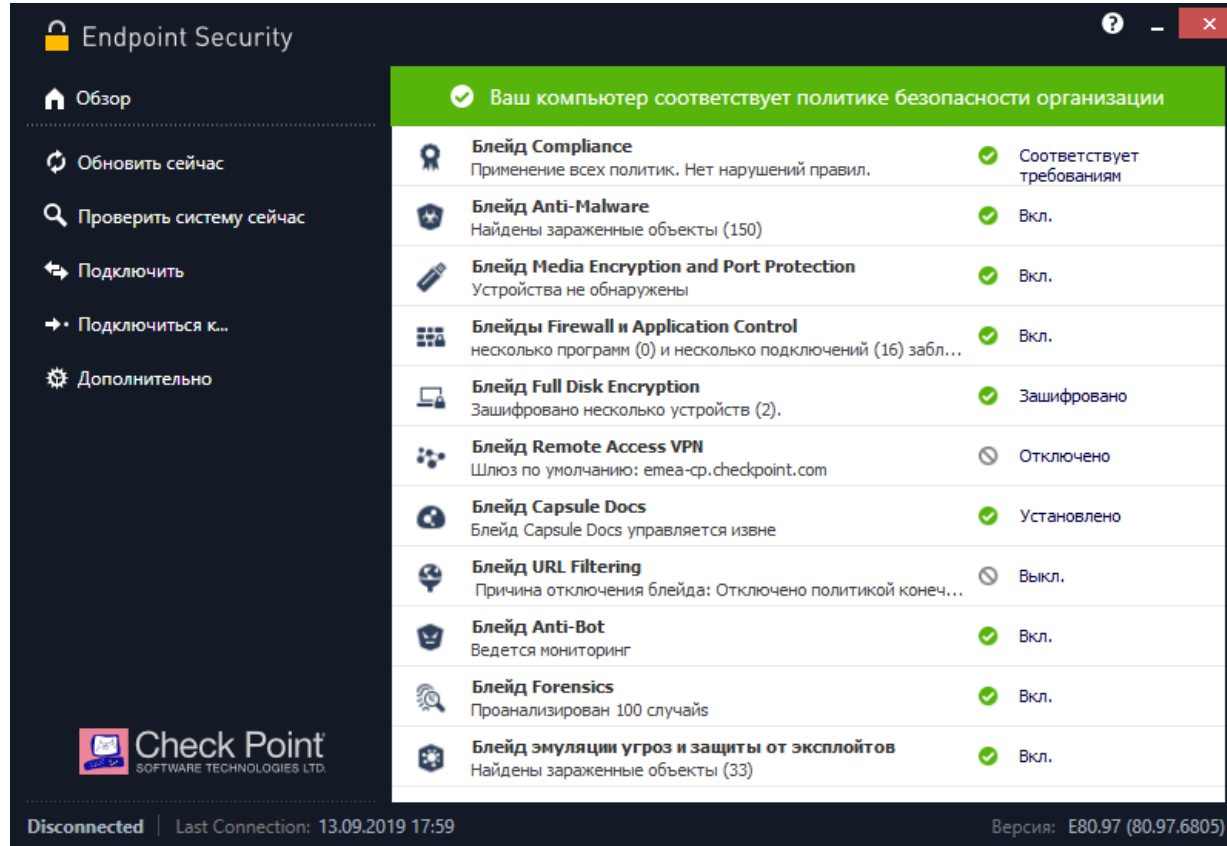 Endpoint Security
Обзор
Обновить сейчас
Проверить систему сейчас
Подключить
Подключиться к...
Дополнительно
Check Point
SOFTWARE TECHNOLOGIES LTD.
Ваш компьютер соответствует политике безопасности организации
Блейд Compliance
Применение всех политик. Нет нарушений правил.
Соответствует
требованиям
Блейд Anti-Malware
Найдены зараженные объекты (150)
Вкл.
Блейд Media Encryption and Port Protection
Устройства не обнаружены
Вкл.
Блейды Firewall и Application Control
несколько программ (0) и несколько подключений (16) забл...
Вкл.
Блейд Full Disk Encryption
Зашифровано несколько устройств (2).
Зашифровано
Блейд Remote Access VPN
Шлюз по умолчанию: emea-cp.checkpoint.com
Отключено
Блейд Capsule Docs
Блейд Capsule Docs управляется извне
Установлено
Блейд URL Filtering
Причина отключения блейда: Отключено политикой конеч...
Выкл.
Блейд Anti-Bot
Ведется мониторинг
Вкл.
Блейд Forensics
Проанализирован 100 случайs
Вкл.
Блейд эмуляции угроз и защиты от эксплойтов
Найдены зараженные объекты (33)
Вкл.
Disconnected | Last Connection: 13.09.2019 17:59
Версия: E80.97 (80.97.6805)